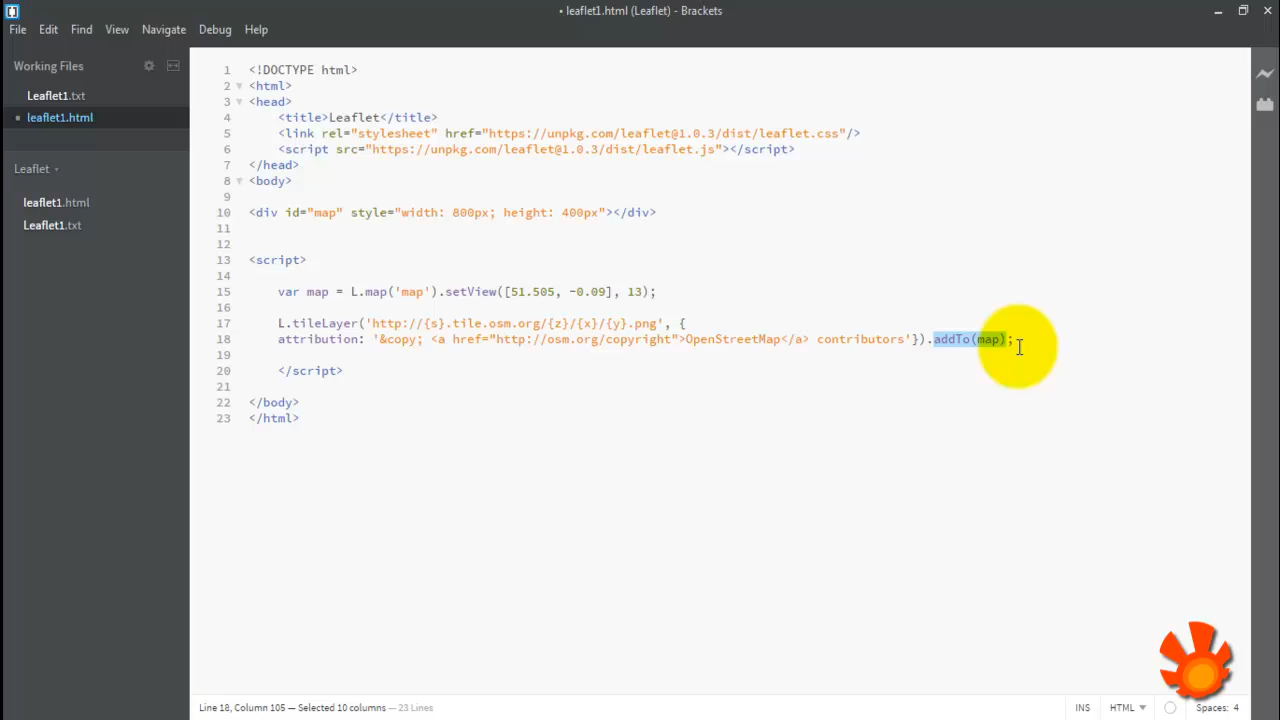 • leaflet1.html (Leaflet) - Brackets
File Edit Find View Navigate Debug Help
Working Files
Leaflet1.txt
leaflet1.html
Leaflet
leaflet1.html
Leaflet1.txt
1 <!DOCTYPE html>
2 <html>
3 <head>
4 <title>Leaflet</title>
5 <link rel="stylesheet" href="https://unpkg.com/leaflet@1.0.3/dist/leaflet.css"/>
6 <script src="https://unpkg.com/leaflet@1.0.3/dist/leaflet.js"></script>
7 </head>
8 <body>
9
10 <div id="map" style="width: 800px; height: 400px"></div>
11
12
13 <script>
14
15 var map = L.map('map').setView([51.505, -0.09], 13);
16
17 L.tileLayer('http://{s}.tile.osm.org/{z}/{x}/{y}.png', {
18 attribution: '&copy; <a href="http://osm.org/copyright">OpenStreetMap</a> contributors'}).addTo(map);
19
20 </script>
21
22 </body>
23 </html>
Line 18, Column 105 — Selected 10 columns — 23 Lines
INS HTML Spaces: 4